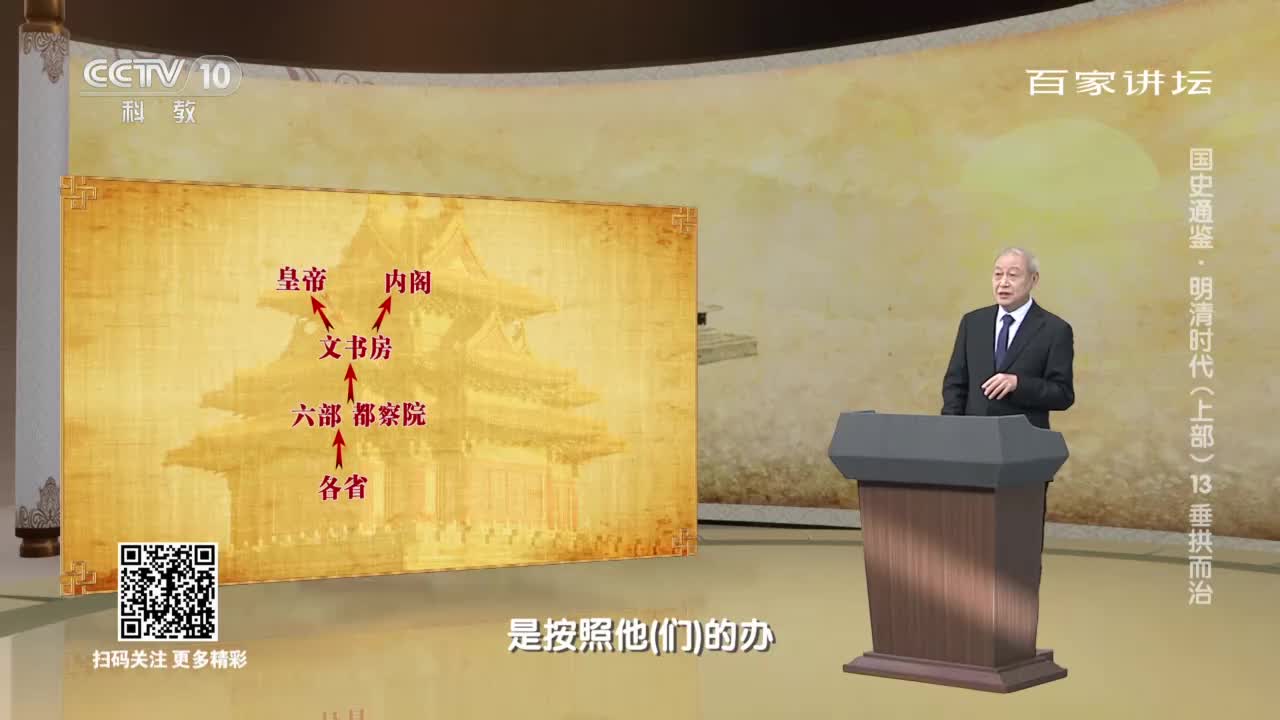 CCTV 10
科教
百家讲坛
国史通鉴·明清时代（上部）13 垂拱而治
皇帝 内阁
文书房
六部 都察院
各省
扫码关注 更多精彩
是按照他(们)的办